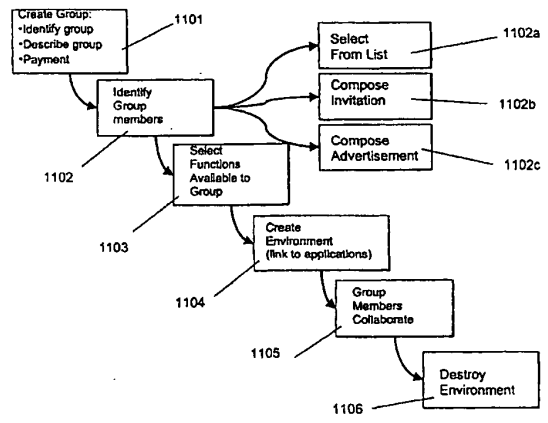 Create Group:
•Identify group
•Describe group
•Payment
1101
Identify
Group
members
1102
Select
From List
1102a
Compose
Invitation
1102b
Compose
Advertisement
1102c
Select
Functions
Available to
Group
1103
Create
Environment
(link to applications)
1104
Group
Members
Collaborate
1105
Destroy
Environment
1106